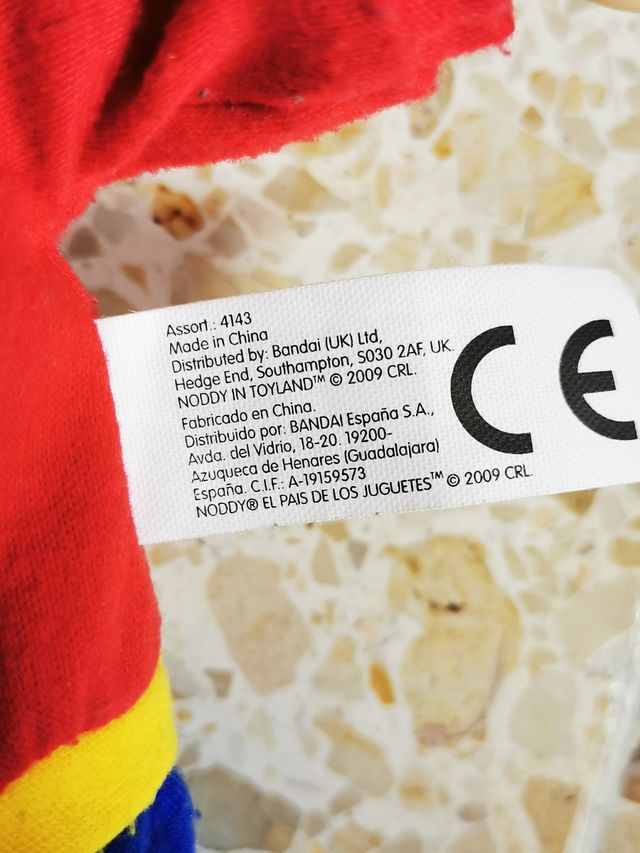 Assort.: 4143
Made in China
Distributed by: Bandai (UK) Ltd,
Hedge End, Southampton, SO30 2AF, UK.
NODDY IN TOYLAND™ © 2009 CRL.
Fabricado en China.
Distribuido por: BANDAI España S.A.,
Avda. del Vidrio, 18-20. 19200-
Azuqueca de Henares (Guadalajara)
España. C.I.F.: A-19159573
NODDY® EL PAIS DE LOS JUGUETES™ © 2009 CRL.
CE